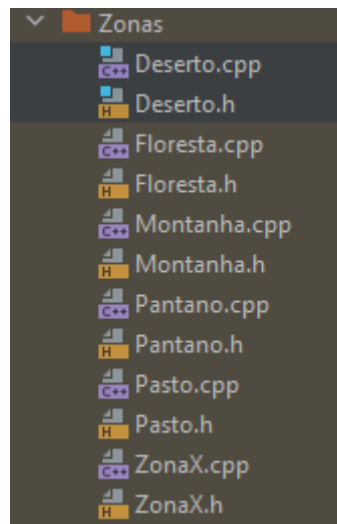 Zonas
C++ Deserto.cpp
H Deserto.h
C++ Floresta.cpp
H Floresta.h
C++ Montanha.cpp
H Montanha.h
C++ Pantano.cpp
H Pantano.h
C++ Pasto.cpp
H Pasto.h
C++ ZonaX.cpp
H ZonaX.h